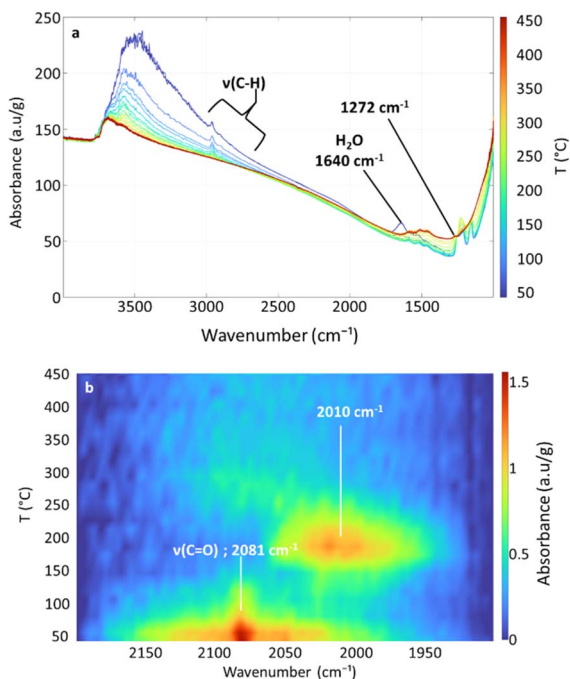 a
250
200
150
100
50
0
Absorbance (a.u/g)
ν(C-H)
1272 cm⁻¹
H₂O
1640 cm⁻¹
3500
3000
2500
2000
1500
Wavenumber (cm⁻¹)
450
400
350
300
250
200
150
100
50
T (°C)
b
450
400
350
300
250
200
150
100
50
T (°C)
2010 cm⁻¹
ν(C=O) ; 2081 cm⁻¹
2150
2100
2050
2000
1950
Wavenumber (cm⁻¹)
1.5
1
0.5
0
Absorbance (a.u/g)